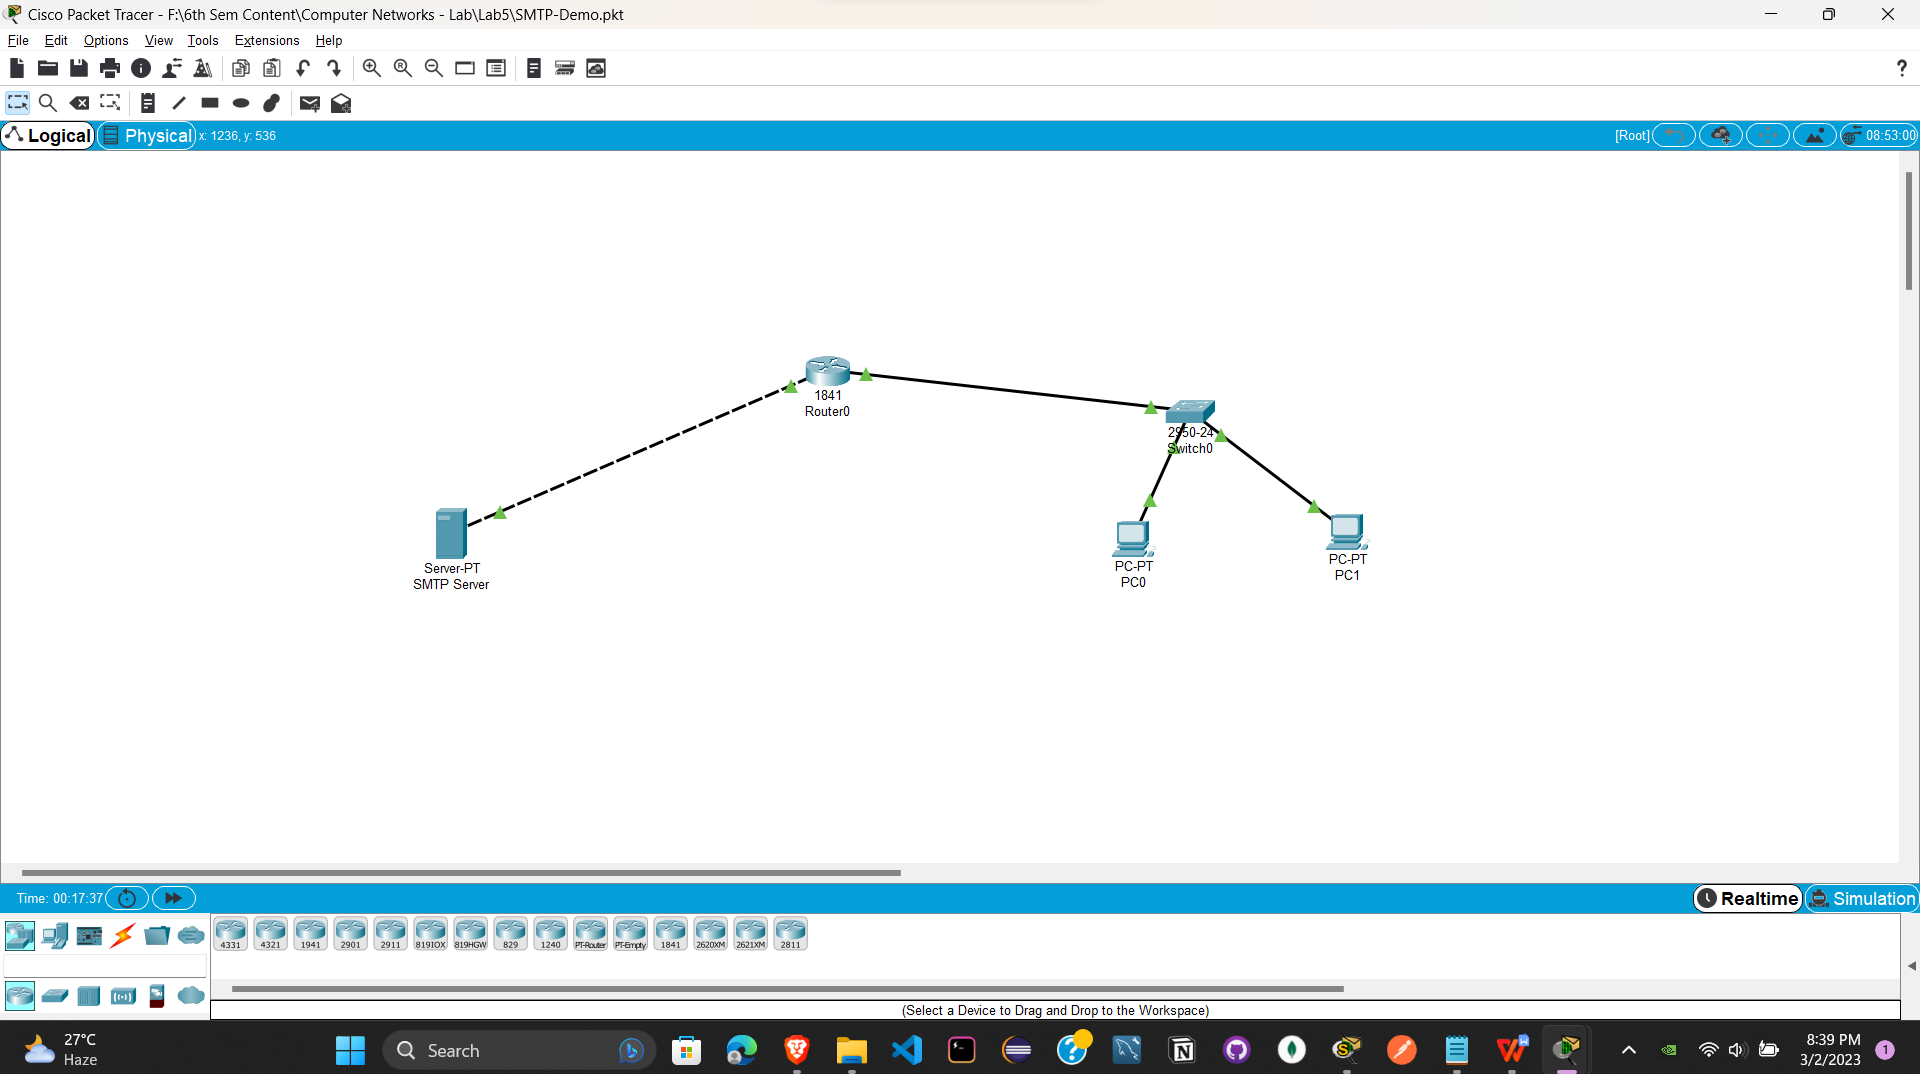 Cisco Packet Tracer - F:\6th Sem Content\Computer Networks - Lab\Lab5\SMTP-Demo.pkt
File Edit Options View Tools Extensions Help
?
Logical Physical x: 1236, y: 536 [Root] 08:53:00
1841
Router0
2950-24
Switch0
Server-PT
SMTP Server
PC-PT
PC0
PC-PT
PC1
Time: 00:17:37 Realtime Simulation
4331 4321 1941 2901 2911 819IOX 819HGW 829 1240 PT-Router PT-Empty 1841 2620XM 2621XM 2811
(Select a Device to Drag and Drop to the Workspace)
27°C
Haze
Search
8:39 PM
3/2/2023
1